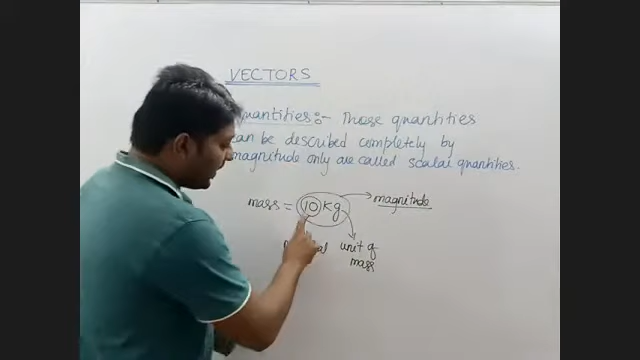 VECTORS
Quantities:- Those quantities
can be described completely by
magnitude only are called scalar quantities.
mass = 10 kg magnitude
unit of
mass